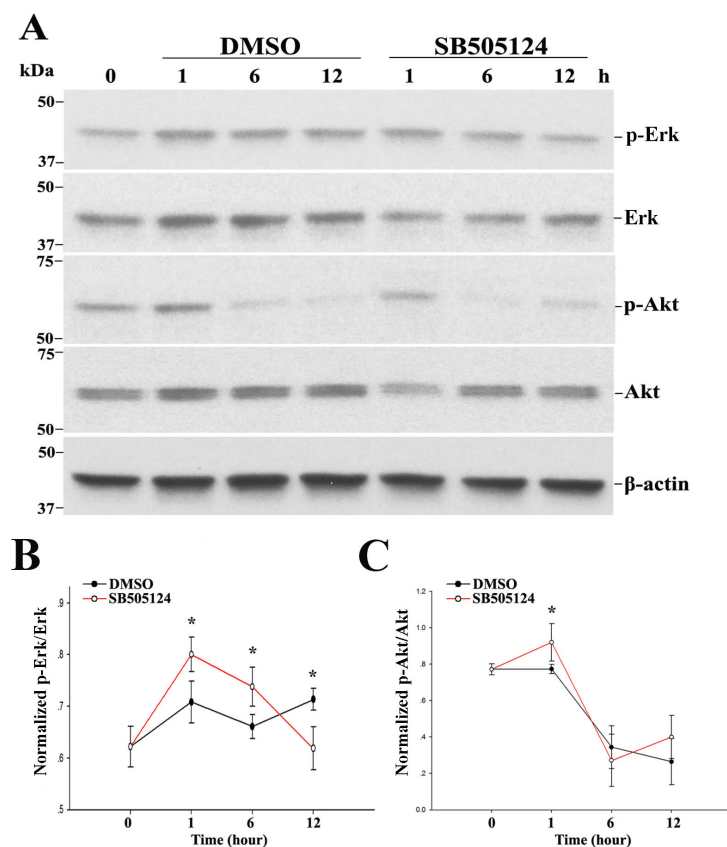 A
DMSO SB505124
kDa 0 1 6 12 1 6 12 h
50
p-Erk
37
50
Erk
37
75
p-Akt
50
75
Akt
50
50
β-actin
37
B
DMSO
SB505124
Normalized p-Erk/Erk
.9
.8
.7
.6
.5
* * *
0 1 6 12
Time (hour)
C
DMSO
SB505124
Normalized p-Akt/Akt
1.2
1.0
.8
.6
.4
.2
0.0
*
0 1 6 12
Time (hour)